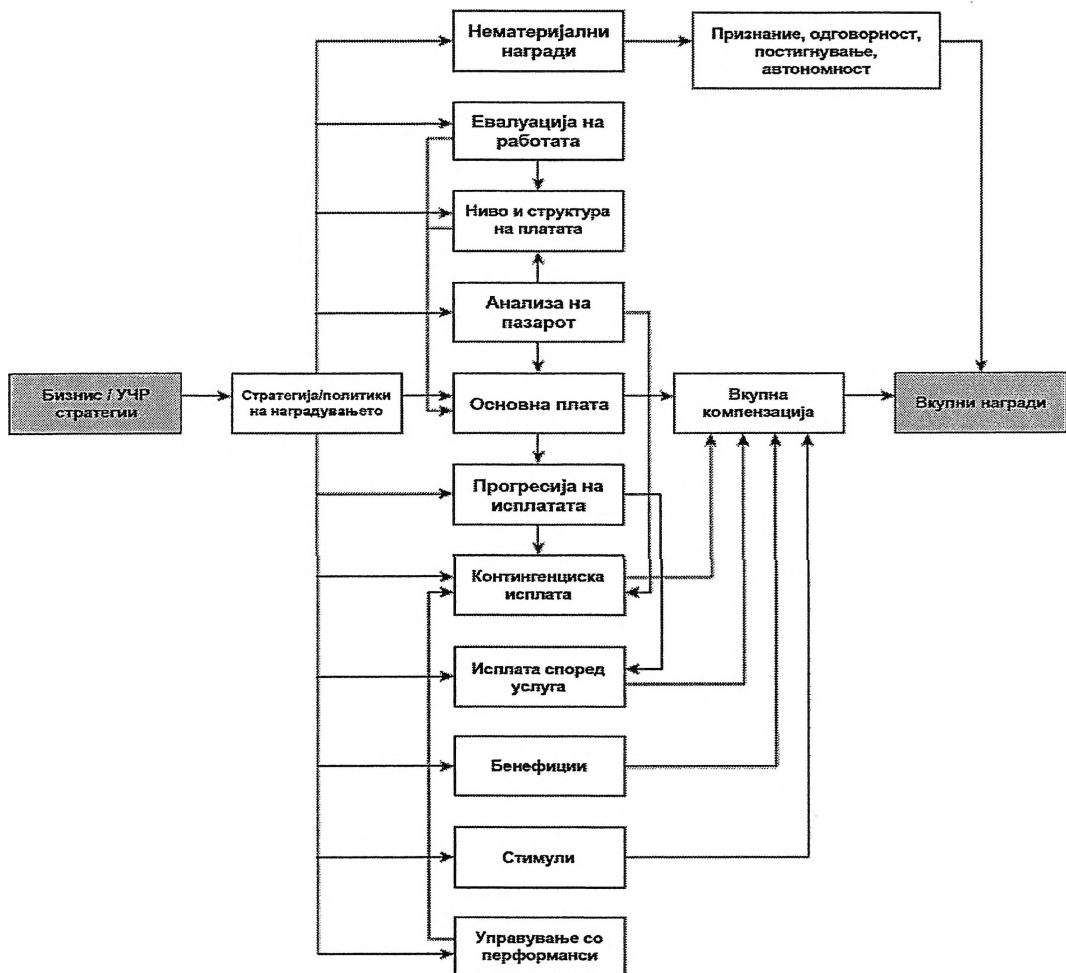 Нематеријални
награди
Признание, одговорност,
постигнување,
автономност
Евалуација на
работата
Ниво и структура
на платата
Анализа на
пазарот
Бизнис / УЧР
стратегии
Стратегија/политики
на наградувањето
Основна плата
Вкупна
компензација
Вкупни награди
Прогресија на
исплатата
Контингенциска
исплата
Исплата според
услуга
Бенефиции
Стимули
Управување со
перформанси